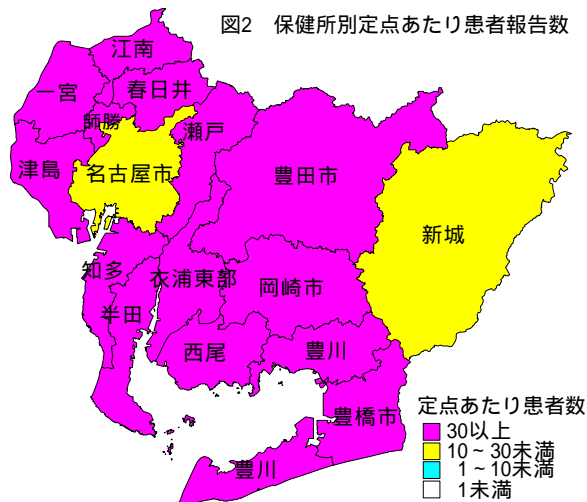 図2　保健所別定点あたり患者報告数
江南
一宮
春日井
師勝
瀬戸
津島
名古屋市
豊田市
新城
知多
衣浦東部
岡崎市
半田
西尾
豊川
豊橋市
豊川
定点あたり患者数
30以上
10～30未満
1～10未満
1未満